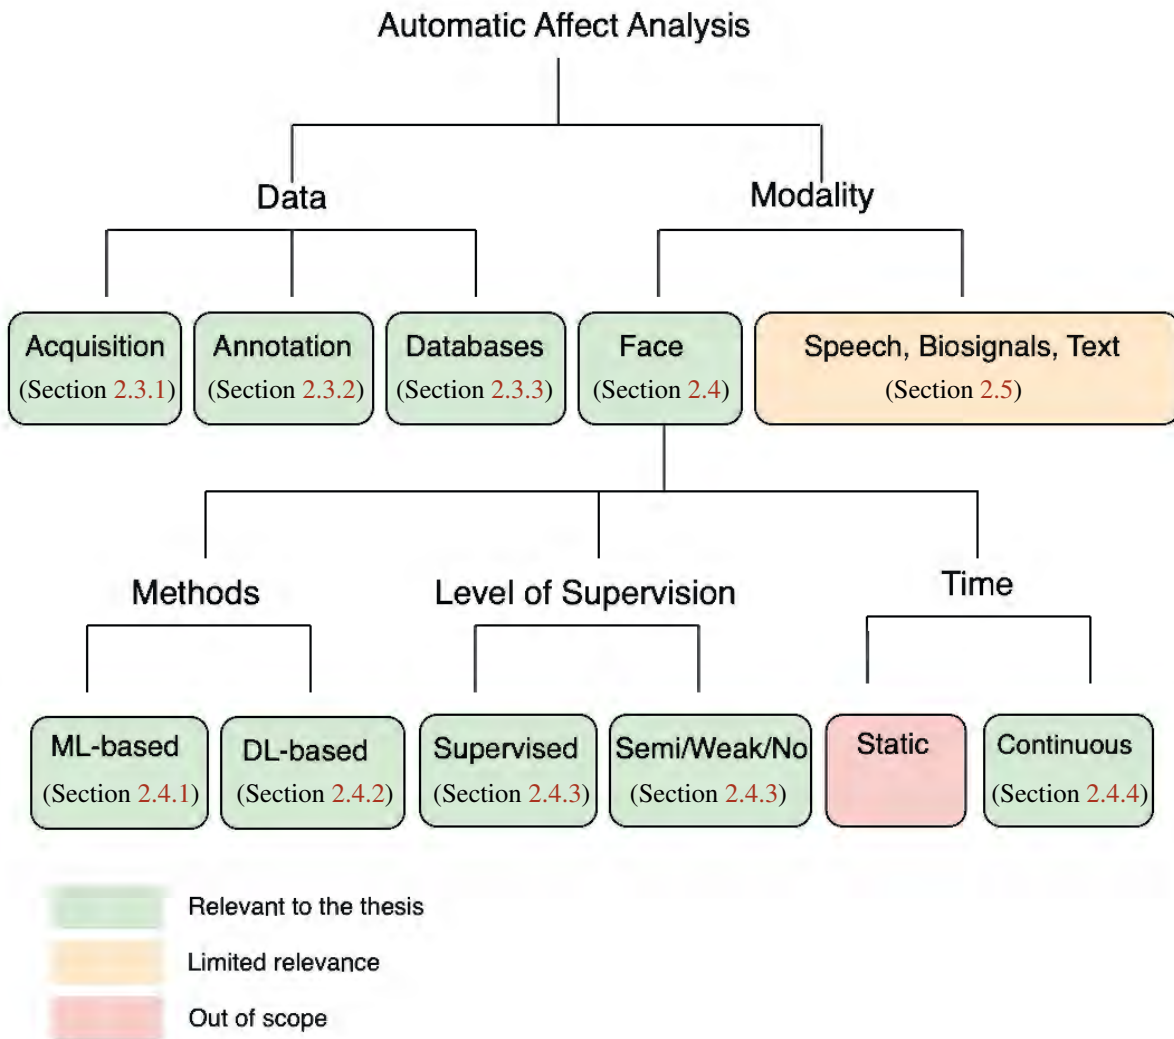 Automatic Affect Analysis
Data
Modality
Acquisition
(Section 2.3.1)
Annotation
(Section 2.3.2)
Databases
(Section 2.3.3)
Face
(Section 2.4)
Speech, Biosignals, Text
(Section 2.5)
Methods
Level of Supervision
Time
ML-based
(Section 2.4.1)
DL-based
(Section 2.4.2)
Supervised
(Section 2.4.3)
Semi/Weak/No
(Section 2.4.3)
Static
Continuous
(Section 2.4.4)
Relevant to the thesis
Limited relevance
Out of scope